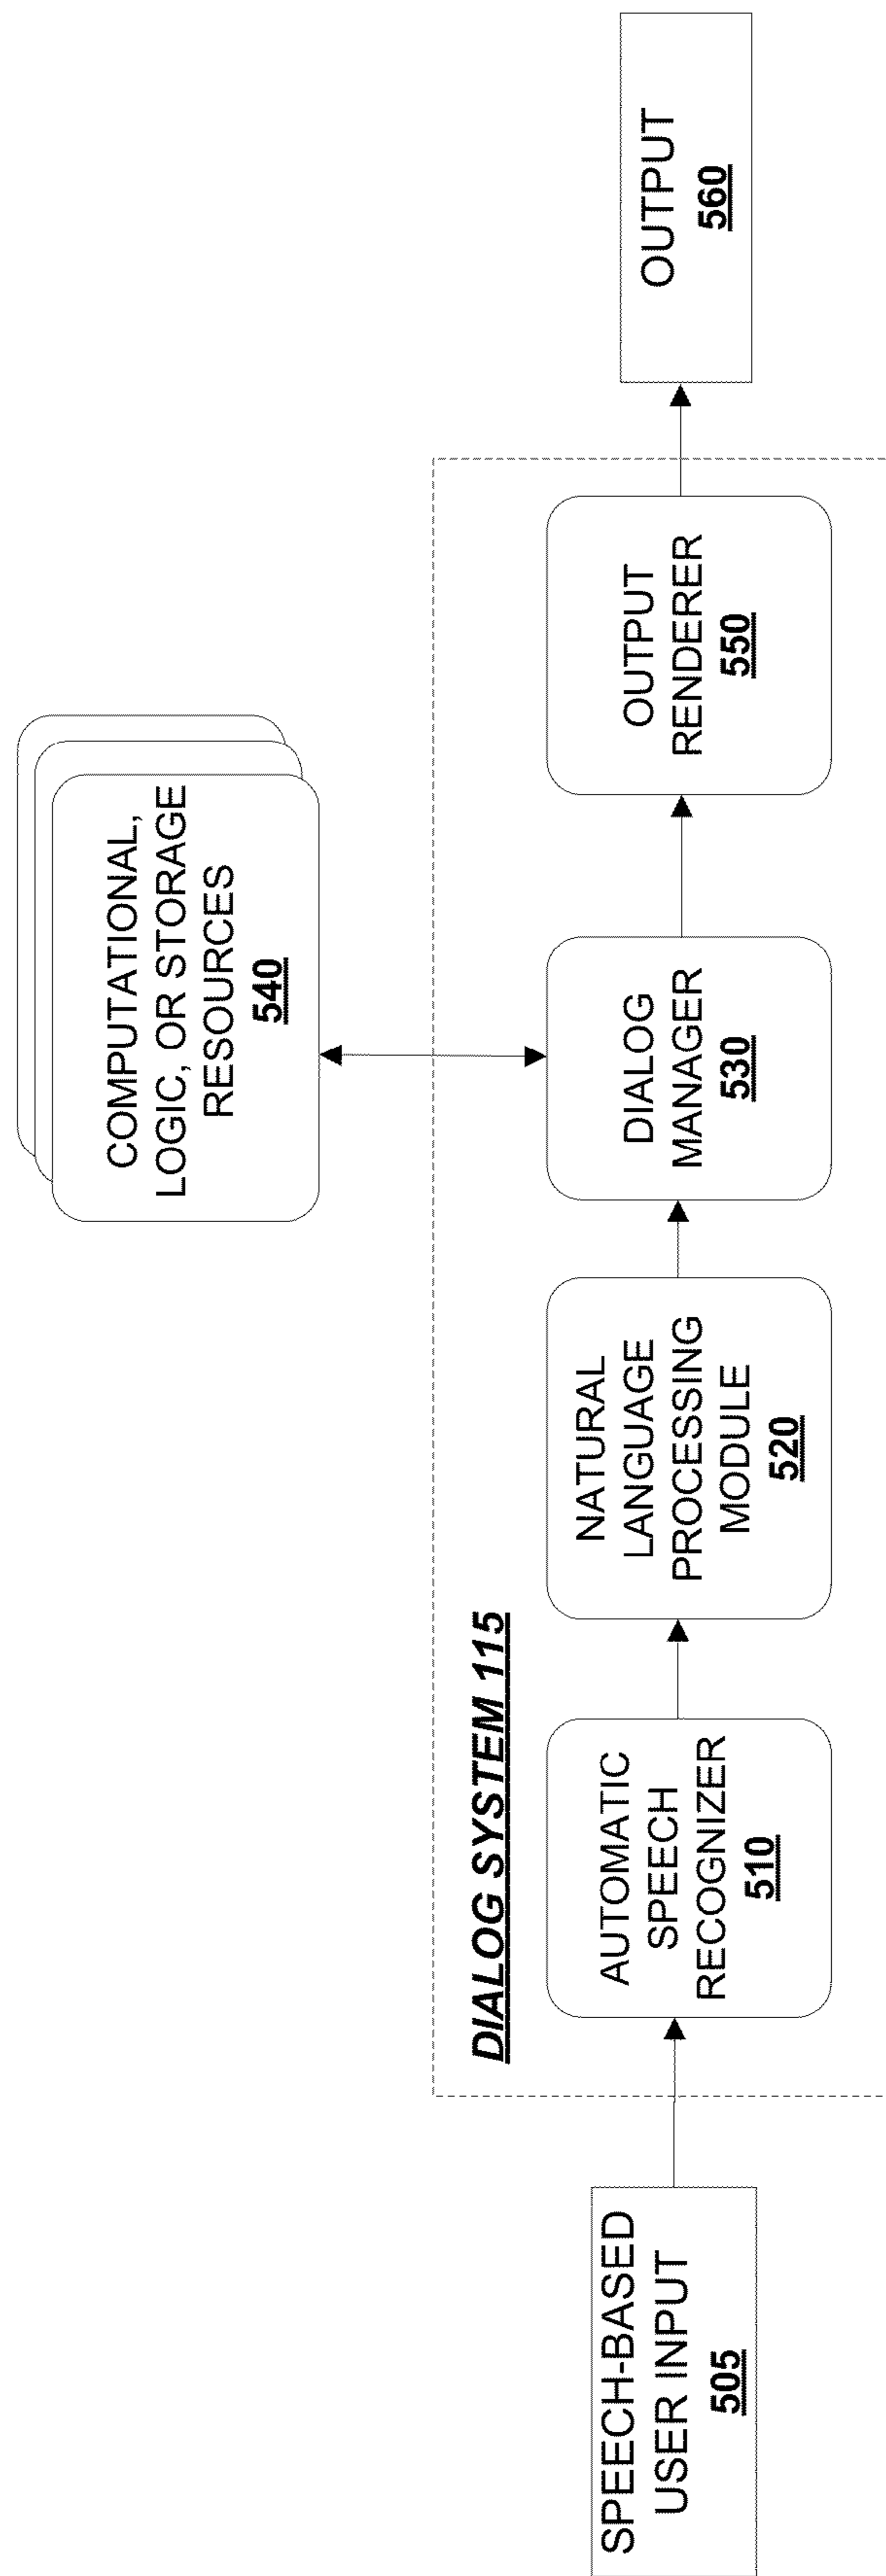 COMPUTATIONAL,
LOGIC, OR STORAGE
RESOURCES
540
DIALOG SYSTEM 115
SPEECH-BASED
USER INPUT
505
AUTOMATIC
SPEECH
RECOGNIZER
510
NATURAL
LANGUAGE
PROCESSING
MODULE
520
DIALOG
MANAGER
530
OUTPUT
RENDERER
550
OUTPUT
560